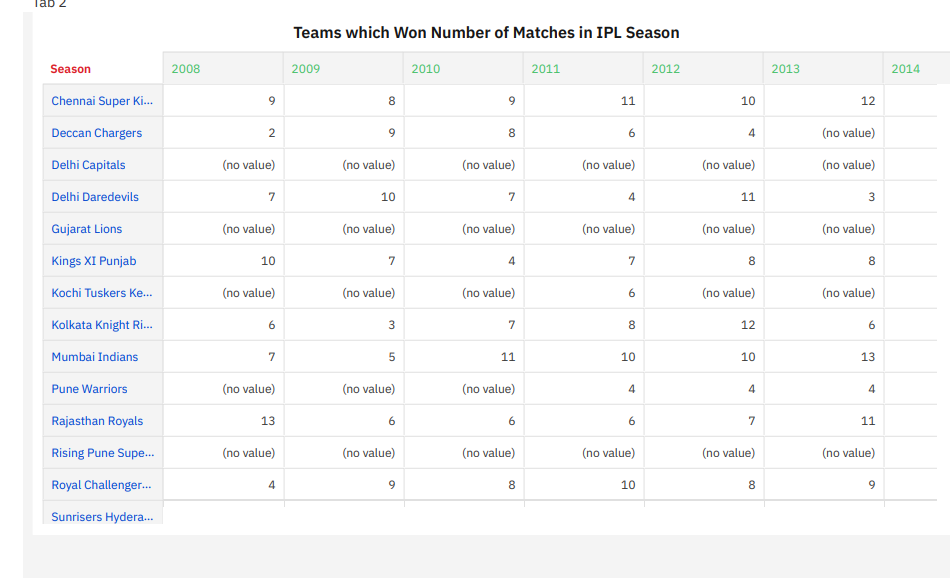 Tab 2
Teams which Won Number of Matches in IPL Season
Season 2008 2009 2010 2011 2012 2013 2014
Chennai Super Ki... 9 8 9 11 10 12
Deccan Chargers 2 9 8 6 4 (no value)
Delhi Capitals (no value) (no value) (no value) (no value) (no value) (no value)
Delhi Daredevils 7 10 7 4 11 3
Gujarat Lions (no value) (no value) (no value) (no value) (no value) (no value)
Kings XI Punjab 10 7 4 7 8 8
Kochi Tuskers Ke... (no value) (no value) (no value) 6 (no value) (no value)
Kolkata Knight Ri... 6 3 7 8 12 6
Mumbai Indians 7 5 11 10 10 13
Pune Warriors (no value) (no value) (no value) 4 4 4
Rajasthan Royals 13 6 6 6 7 11
Rising Pune Supe... (no value) (no value) (no value) (no value) (no value) (no value)
Royal Challenger... 4 9 8 10 8 9
Sunrisers Hydera...